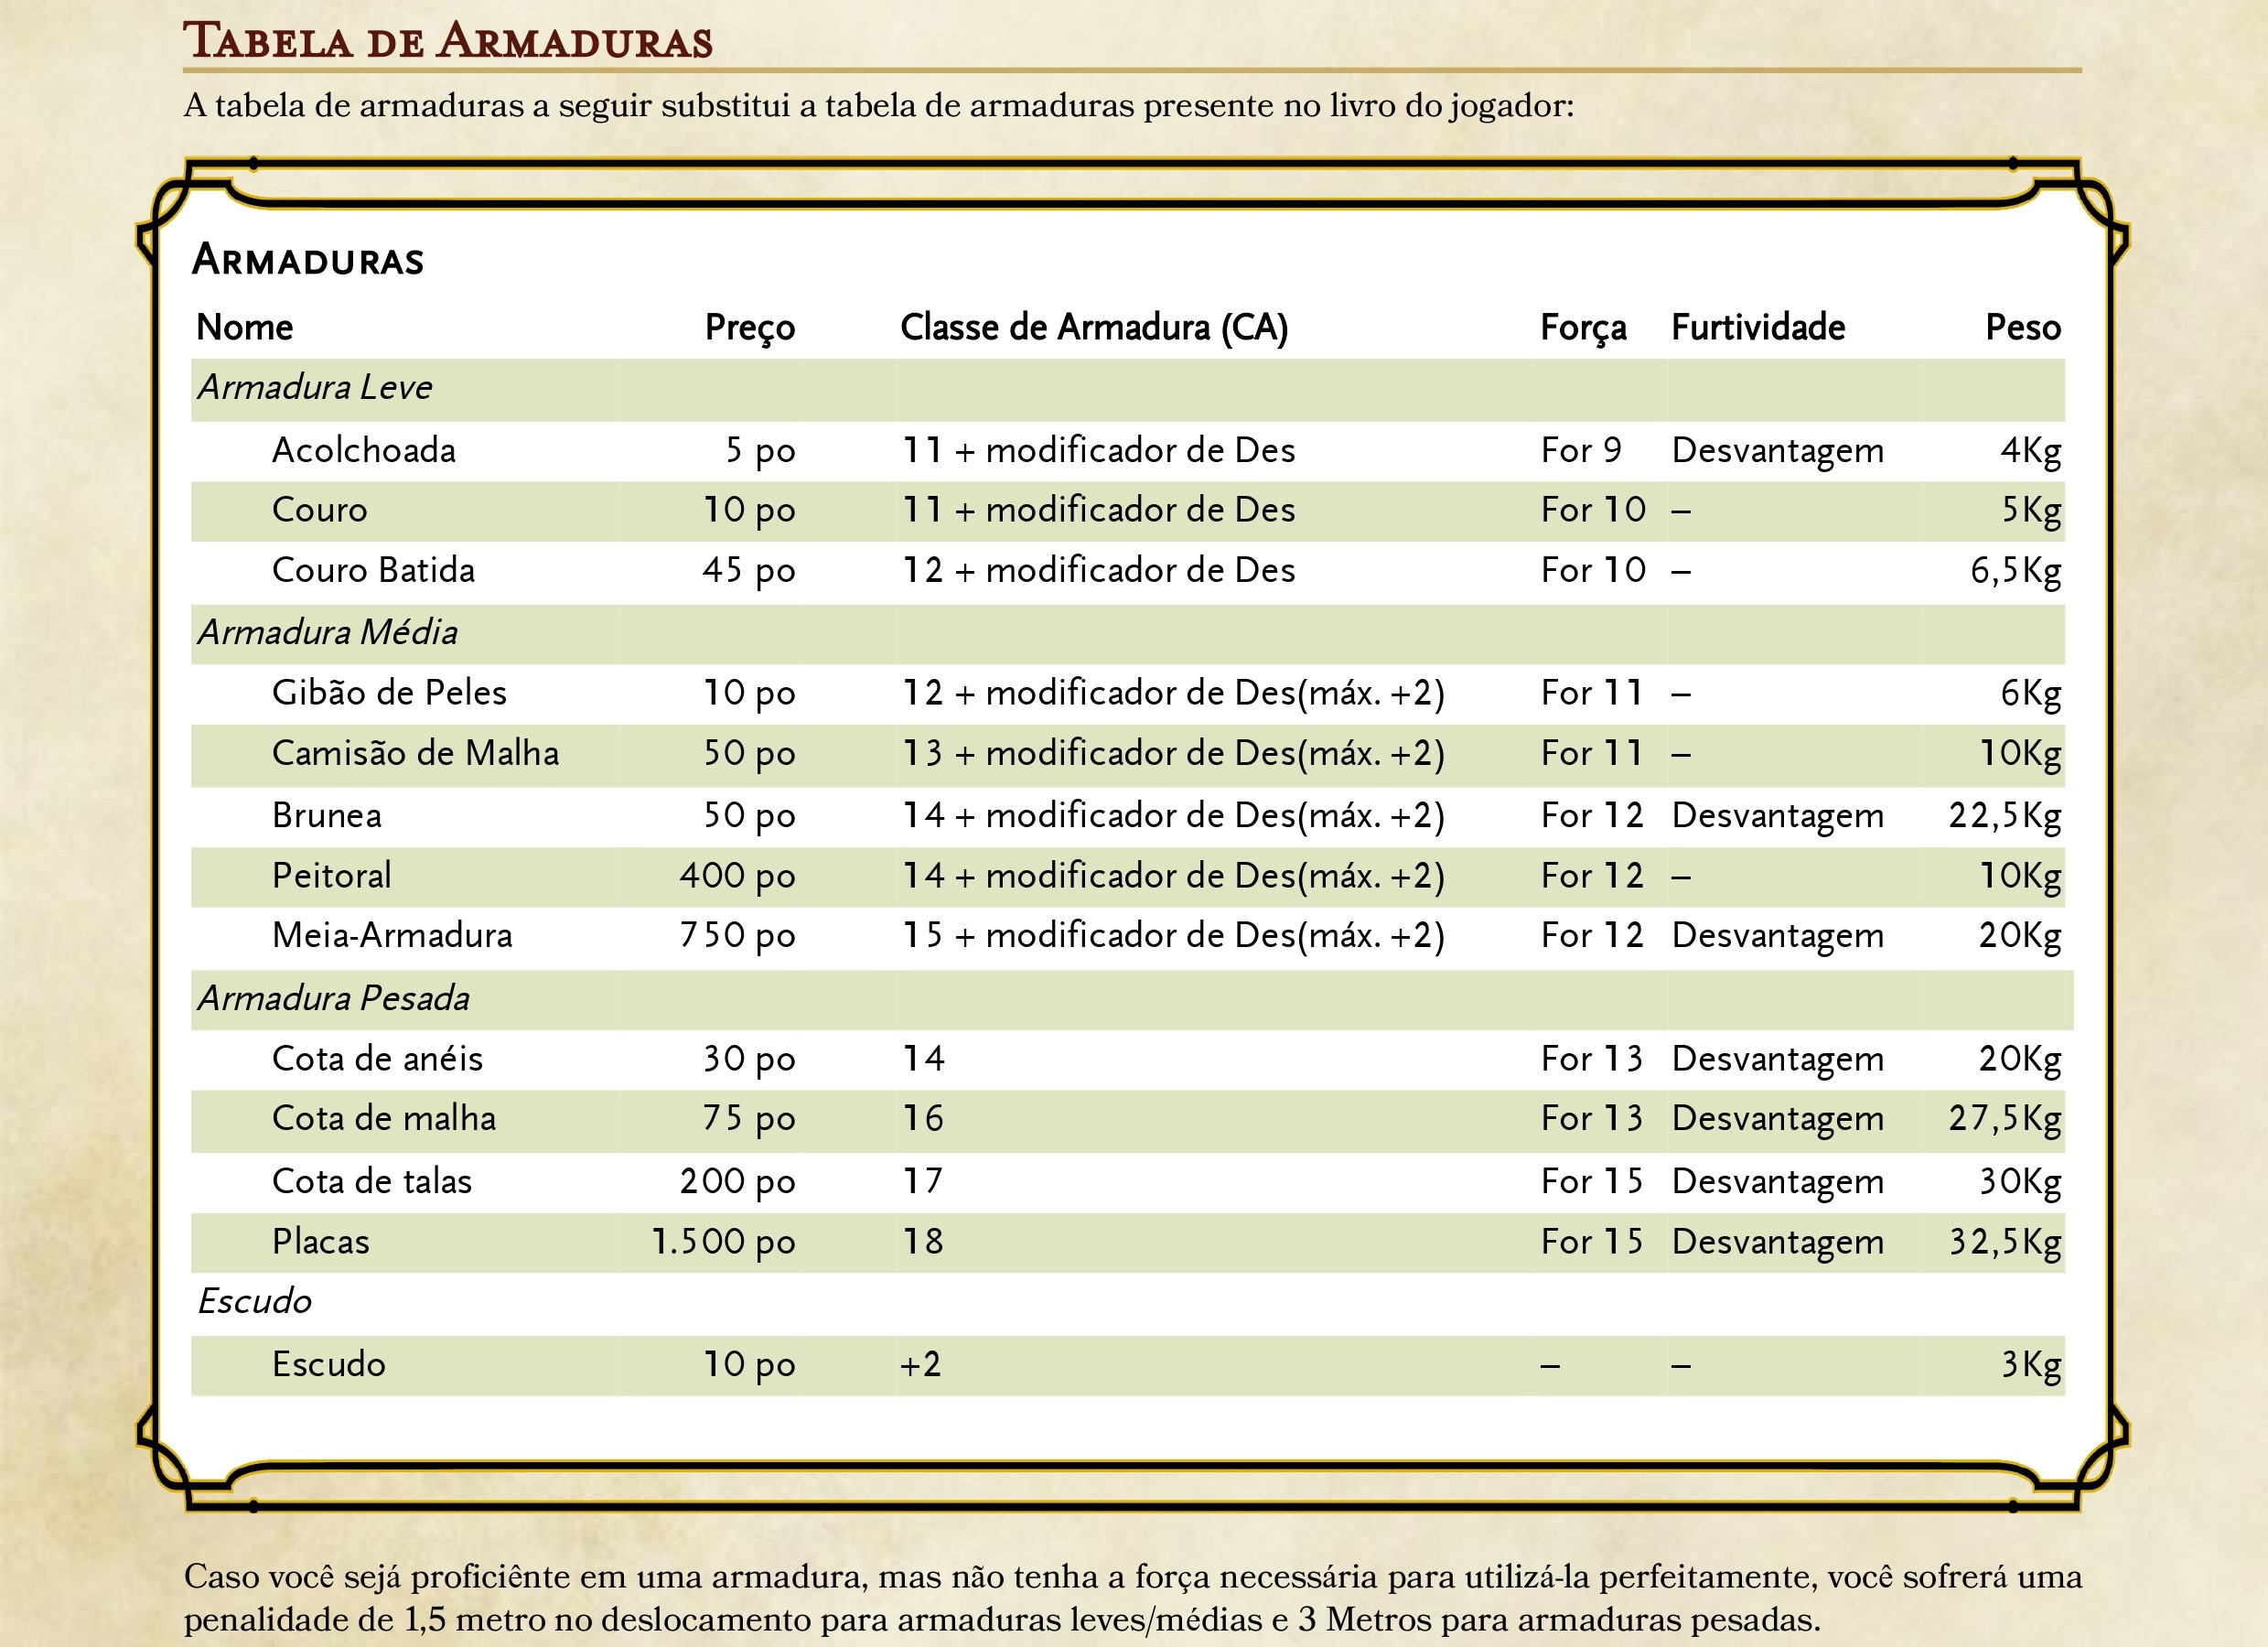 Tabela de Armaduras
A tabela de armaduras a seguir substitui a tabela de armaduras presente no livro do jogador:
Armaduras
Nome Preço Classe de Armadura (CA) Força Furtividade Peso
Armadura Leve
Acolchoada 5 po 11 + modificador de Des For 9 Desvantagem 4Kg
Couro 10 po 11 + modificador de Des For 10 – 5Kg
Couro Batida 45 po 12 + modificador de Des For 10 – 6,5Kg
Armadura Média
Gibão de Peles 10 po 12 + modificador de Des(máx. +2) For 11 – 6Kg
Camisão de Malha 50 po 13 + modificador de Des(máx. +2) For 11 – 10Kg
Brunea 50 po 14 + modificador de Des(máx. +2) For 12 Desvantagem 22,5Kg
Peitoral 400 po 14 + modificador de Des(máx. +2) For 12 – 10Kg
Meia-Armadura 750 po 15 + modificador de Des(máx. +2) For 12 Desvantagem 20Kg
Armadura Pesada
Cota de anéis 30 po 14 For 13 Desvantagem 20Kg
Cota de malha 75 po 16 For 13 Desvantagem 27,5Kg
Cota de talas 200 po 17 For 15 Desvantagem 30Kg
Placas 1.500 po 18 For 15 Desvantagem 32,5Kg
Escudo
Escudo 10 po +2 – – 3Kg
Caso você sejá proficiênte em uma armadura, mas não tenha a força necessária para utilizá-la perfeitamente, você sofrerá uma
penalidade de 1,5 metro no deslocamento para armaduras leves/médias e 3 Metros para armaduras pesadas.